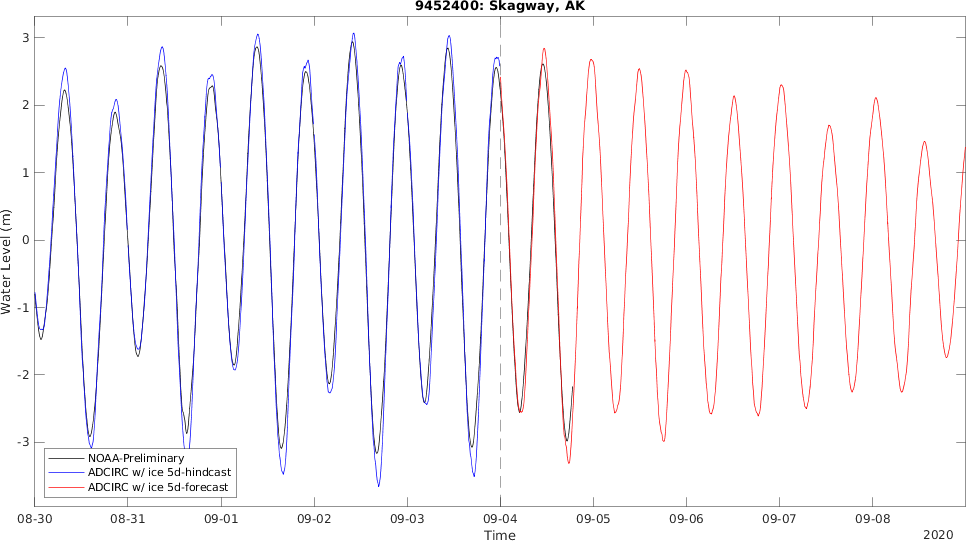 9452400: Skagway, AK
3
2
1
0
-1
-2
-3
Water Level (m)
NOAA-Preliminary
ADCIRC w/ ice 5d-hindcast
ADCIRC w/ ice 5d-forecast
08-30 08-31 09-01 09-02 09-03 09-04 09-05 09-06 09-07 09-08
Time
2020